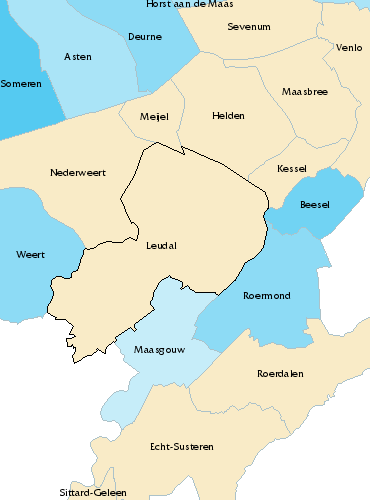 Horst aan de Maas
Sevenum
Deurne
Venlo
Asten
Someren
Maasbree
Meijel
Helden
Kessel
Nederweert
Beesel
Leudal
Weert
Roermond
Maasgouw
Roerdalen
Echt-Susteren
Sittard-Geleen